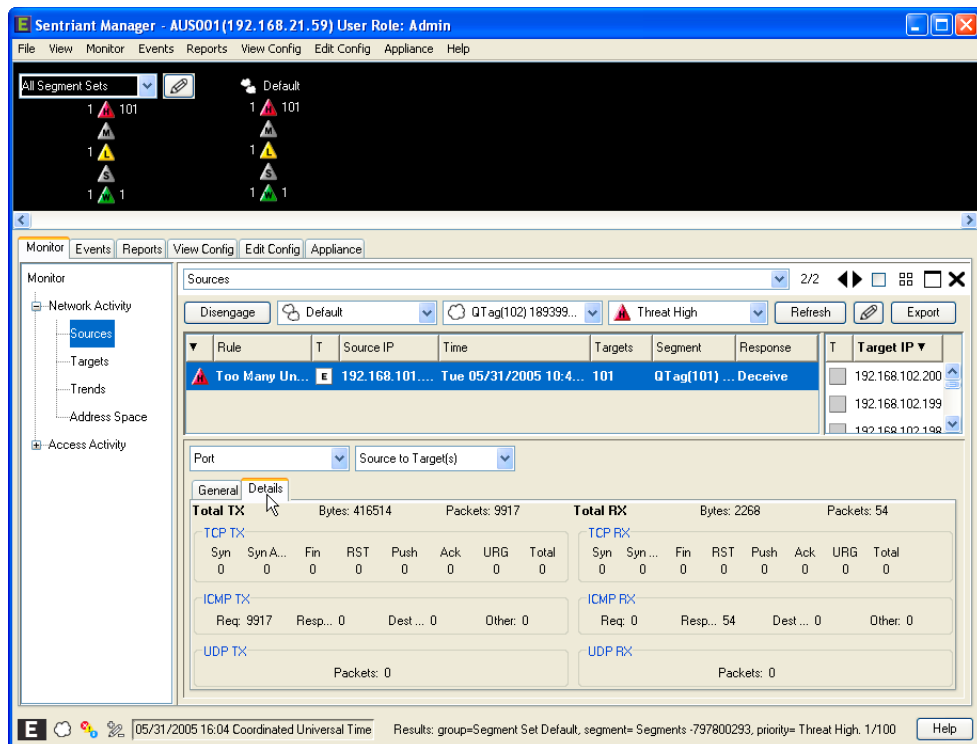 E Sentriant Manager - AUS001(192.168.21.59) User Role: Admin
File View Monitor Events Reports View Config Edit Config Appliance Help
All Segment Sets Default
1 H 101 1 H 101
M M
1 L 1 L
S S
1 W 1 1 W 1
Monitor Events Reports View Config Edit Config Appliance
Monitor
Network Activity
Sources
Targets
Trends
Address Space
Access Activity
Sources 2/2
Disengage Default QTag(102) 189399... H Threat High Refresh Export
▼ Rule T Source IP Time Targets Segment Response T Target IP ▼
H Too Many Un... E 192.168.101.... Tue 05/31/2005 10:4... 101 QTag(101) ... Deceive 192.168.102.200
192.168.102.199
192.168.102.198
Port Source to Target(s)
General Details
Total TX Bytes: 416514 Packets: 9917 Total RX Bytes: 2268 Packets: 54
TCP TX TCP RX
Syn Syn A... Fin RST Push Ack URG Total Syn Syn ... Fin RST Push Ack URG Total
0 0 0 0 0 0 0 0 0 0 0 0 0 0 0 0
ICMP TX ICMP RX
Req: 9917 Resp... 0 Dest ... 0 Other: 0 Req: 0 Resp... 54 Dest ... 0 Other: 0
UDP TX UDP RX
Packets: 0 Packets: 0
E 05/31/2005 16:04 Coordinated Universal Time Results: group=Segment Set Default, segment= Segments -797800293, priority= Threat High. 1/100 Help